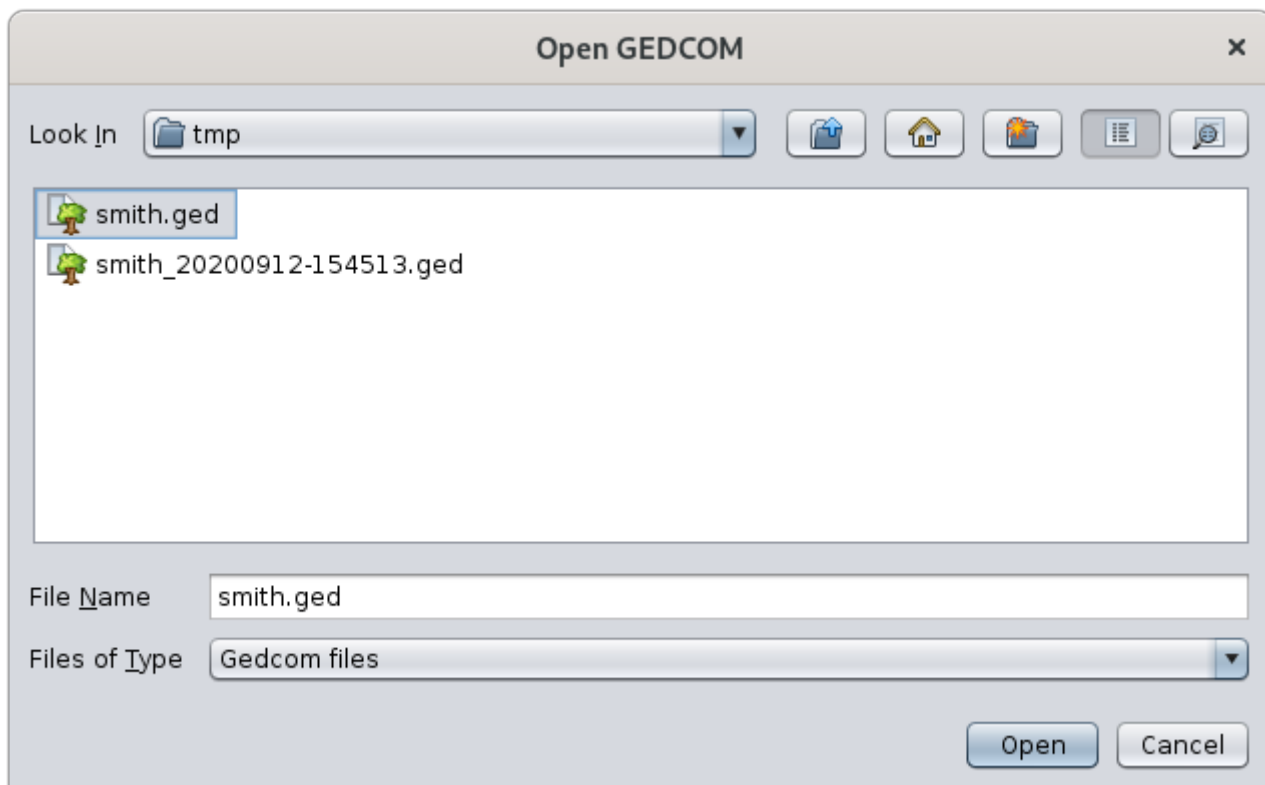 Open GEDCOM
Look In tmp
smith.ged
smith_20200912-154513.ged
File Name smith.ged
Files of Type Gedcom files
Open Cancel